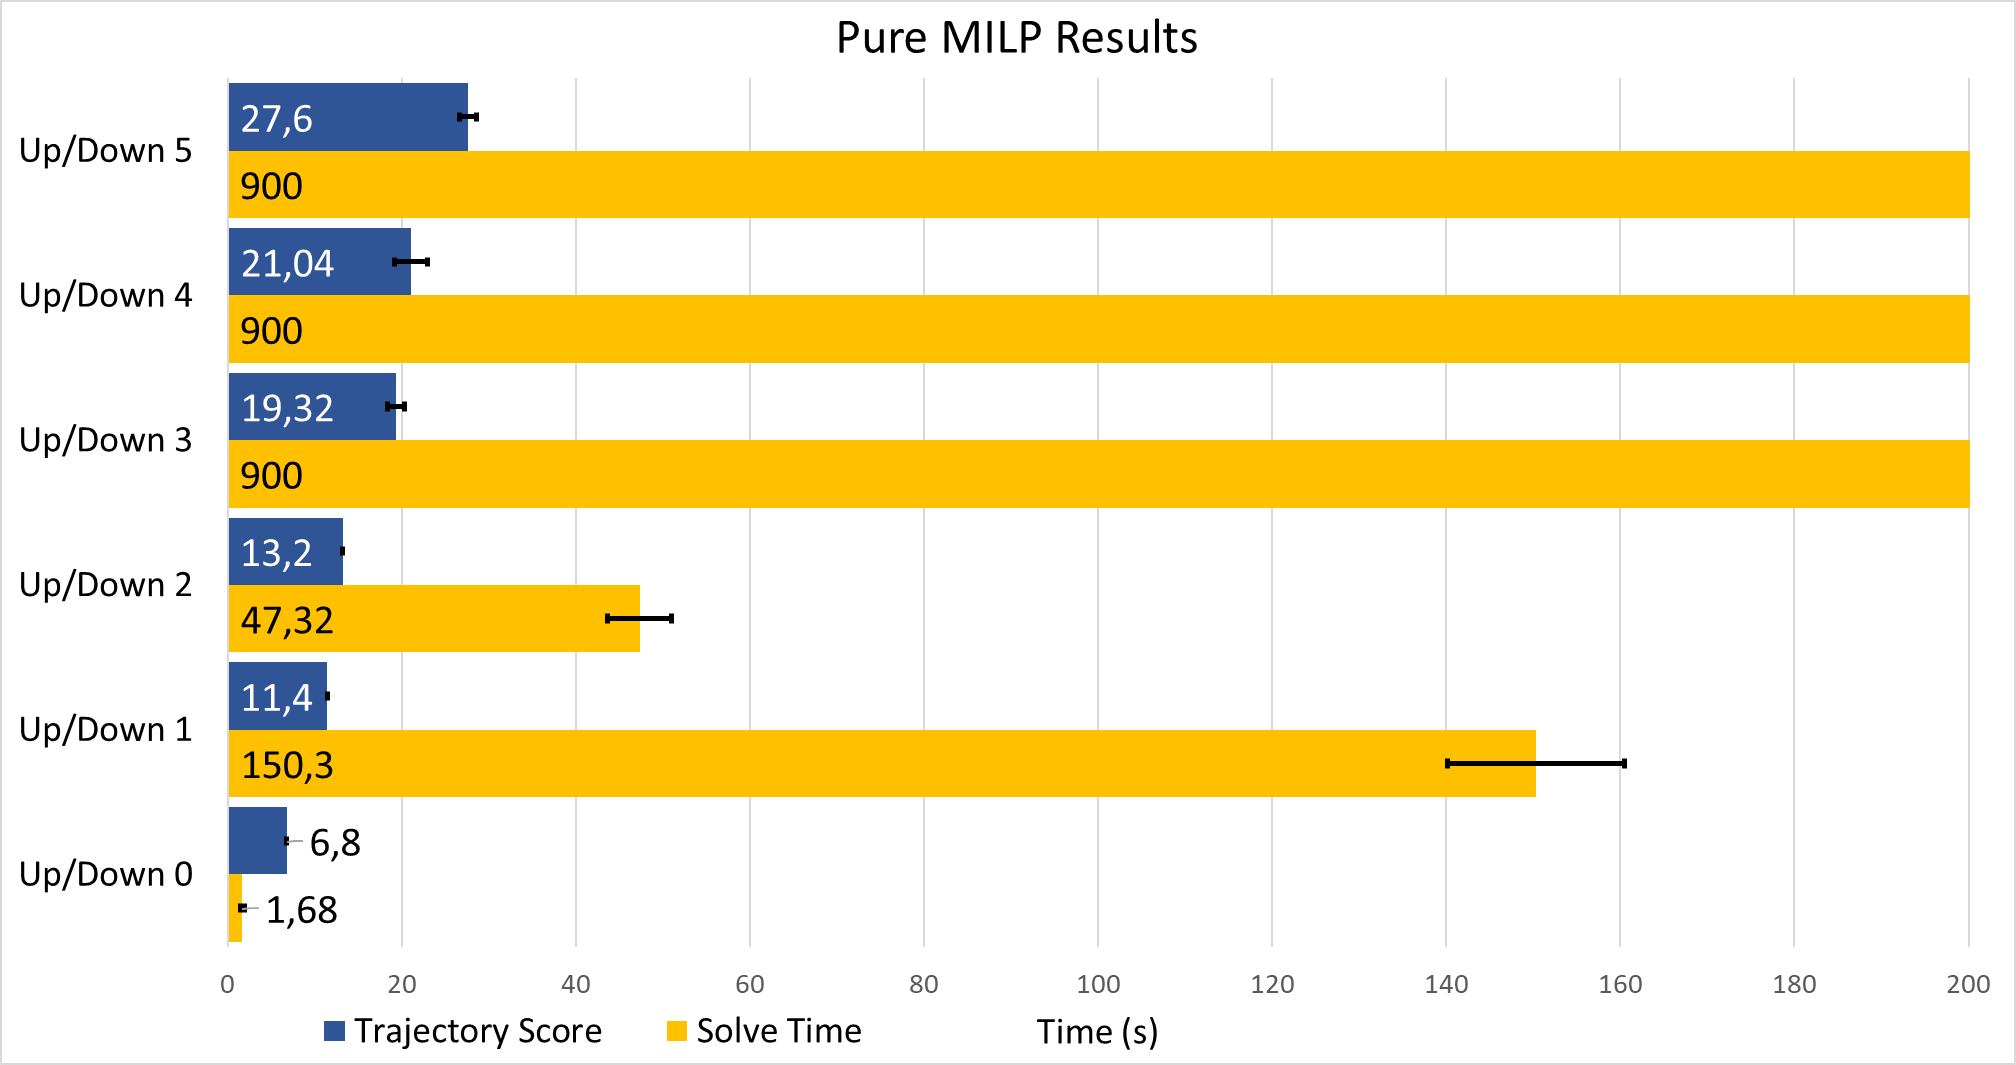 Pure MILP Results
Up/Down 5
27,6
900
Up/Down 4
21,04
900
Up/Down 3
19,32
900
Up/Down 2
13,2
47,32
Up/Down 1
11,4
150,3
Up/Down 0
6,8
1,68
0 20 40 60 80 100 120 140 160 180 200
Trajectory Score Solve Time Time (s)